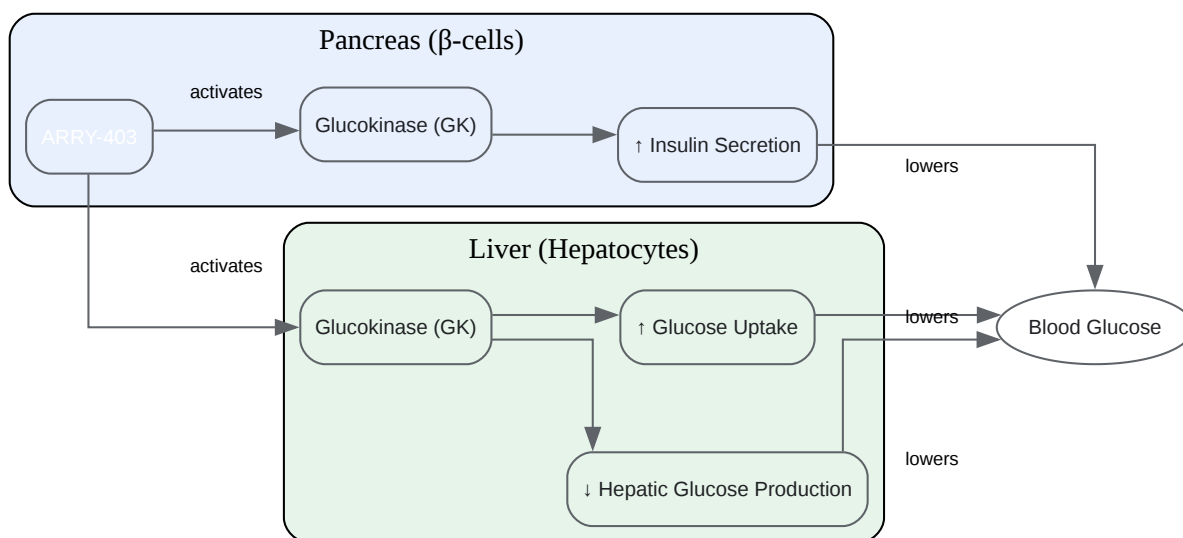 Pancreas (β-cells)
ARRY-403
activates
Glucokinase (GK)
↑ Insulin Secretion
lowers
Liver (Hepatocytes)
activates
Glucokinase (GK)
↑ Glucose Uptake
lowers
Blood Glucose
↓ Hepatic Glucose Production
lowers